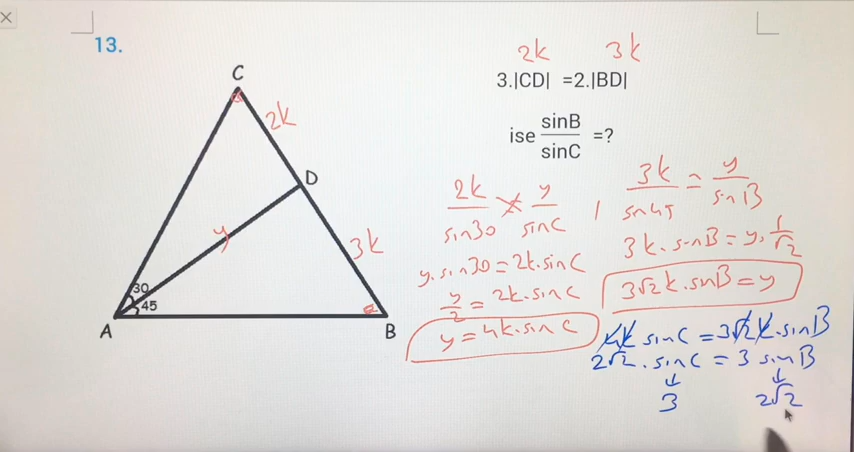 13.
C
2k
D
y
3k
30
45
A
B
2k 3k
3.|CD| =2.|BD|
ise sinB/sinC =?
2k/sin30 = y/sinC , 3k/sin45 = y/sinB
y.sin30=2k.sinC
y/2 = 2k.sinC
y=4k.sinC
3k.sinB=y.1/√2
3√2k.sinB=y
4k sinC=3√2k.sinB
2√2.sinC=3 sinB
↓ ↓
3 2√2